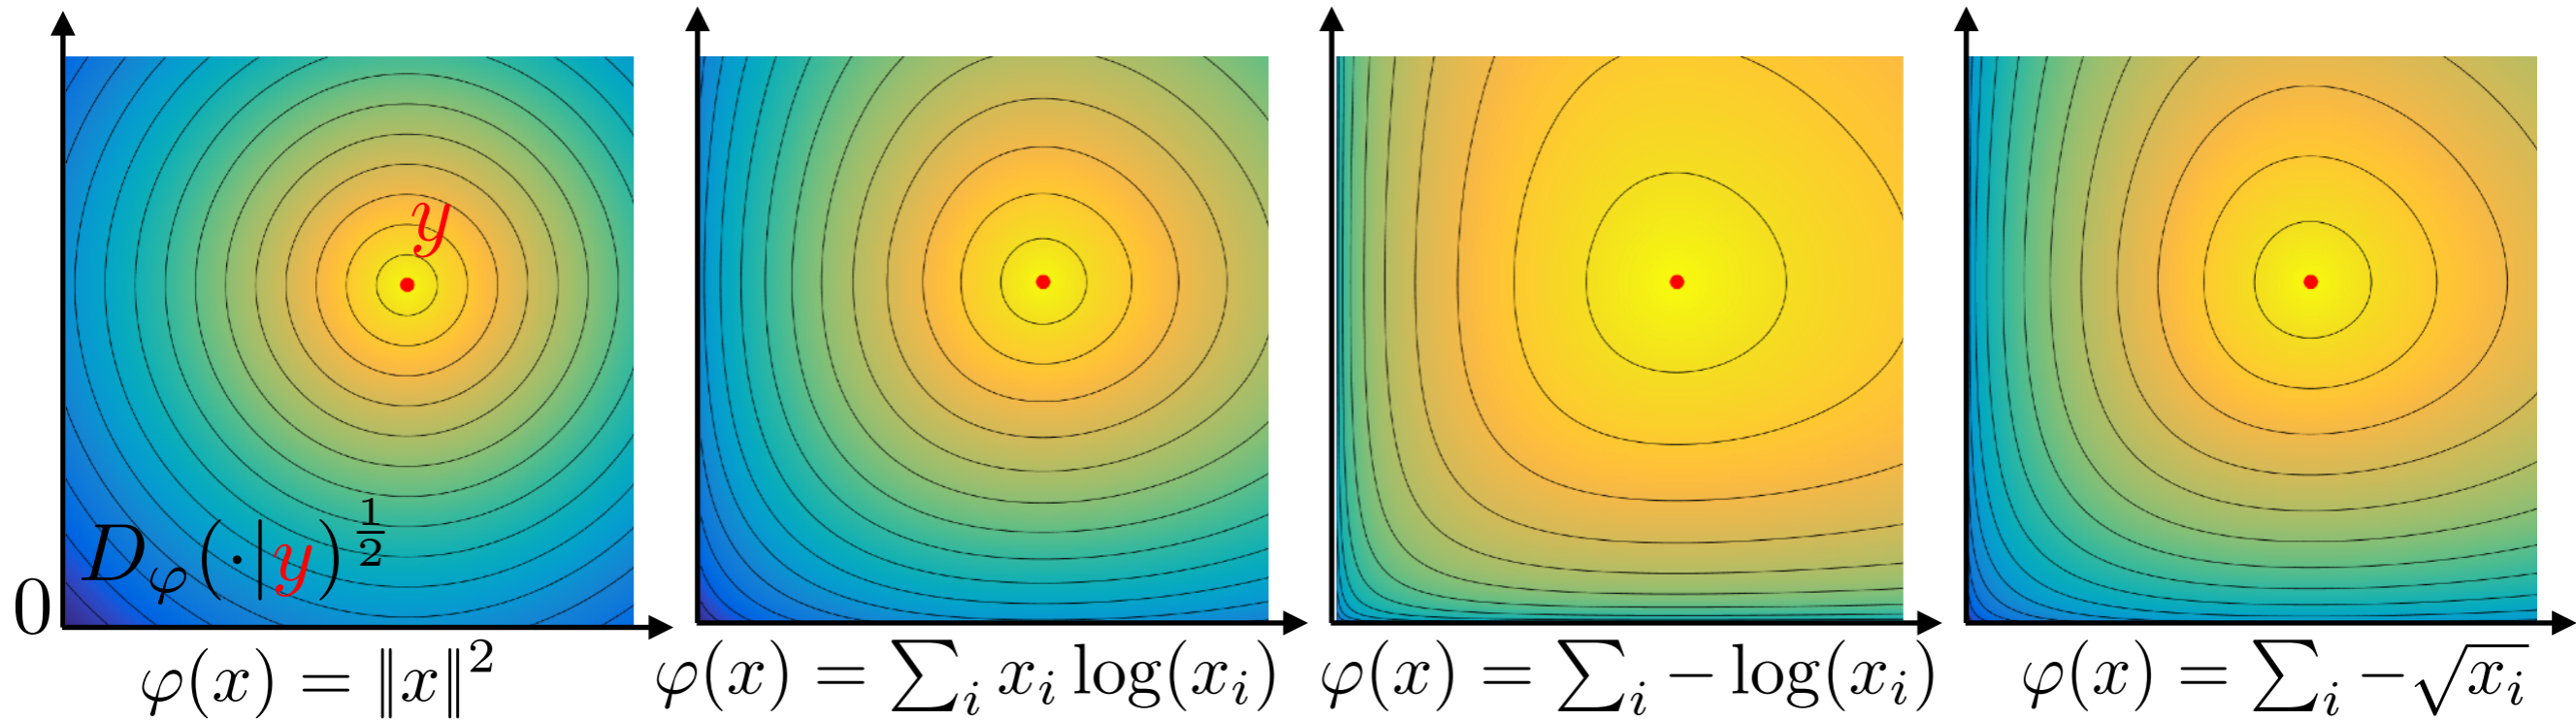 y
D_φ(·|y)^{1/2}
0
φ(x) = ‖x‖²
φ(x) = ∑_i x_i log(x_i)
φ(x) = ∑_i − log(x_i)
φ(x) = ∑_i −√x_i